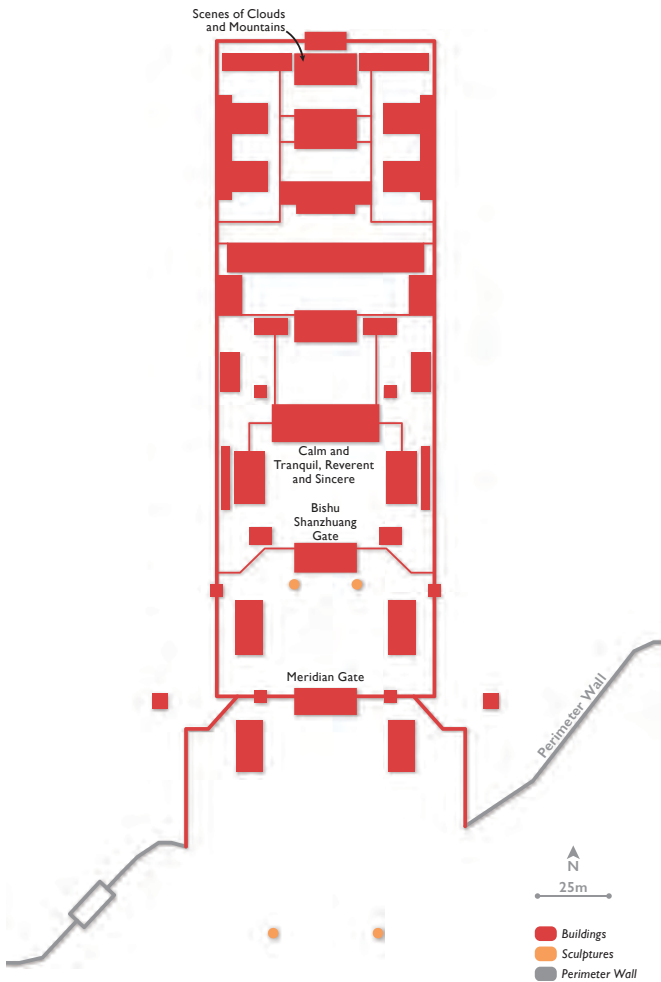 Scenes of Clouds
and Mountains
Calm and
Tranquil, Reverent
and Sincere
Bishu
Shanzhuang
Gate
Meridian Gate
Perimeter Wall
N
25m
Buildings
Sculptures
Perimeter Wall